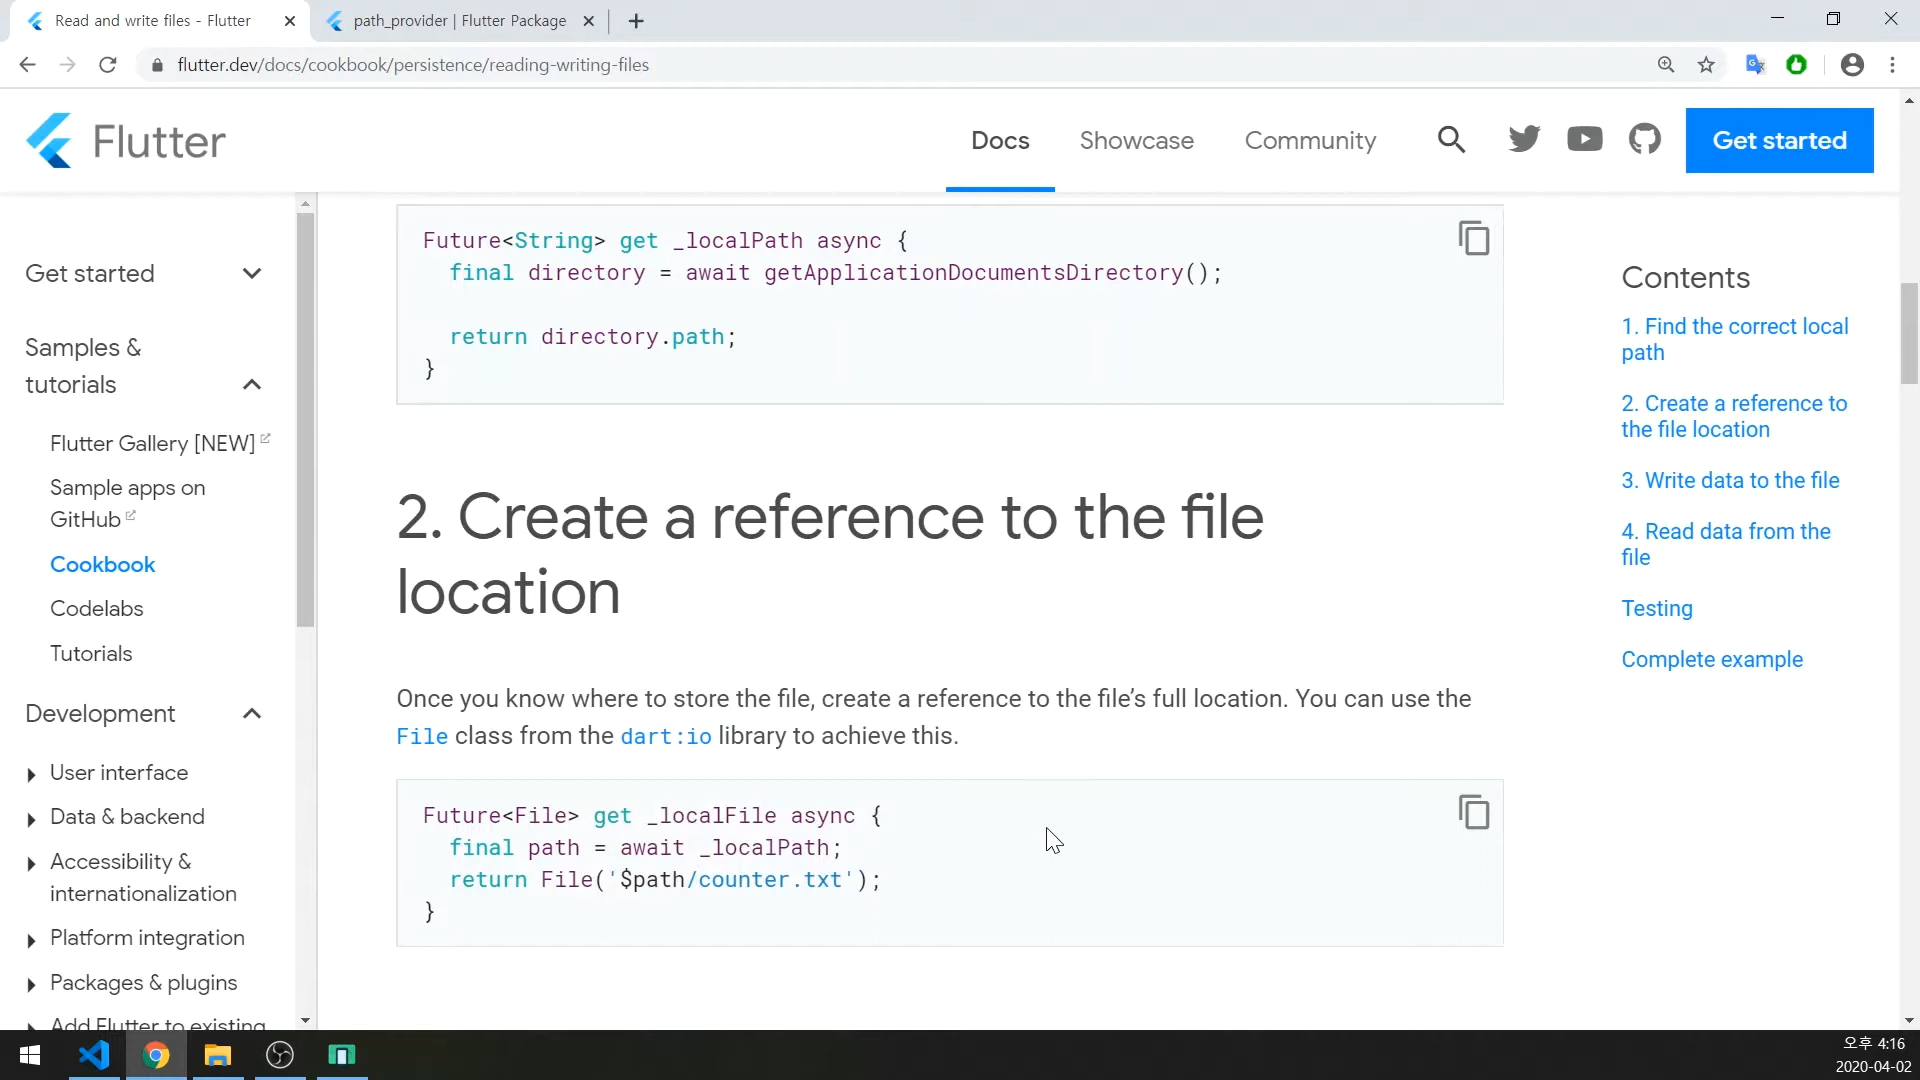 Read and write files - Flutter
path_provider | Flutter Package
flutter.dev/docs/cookbook/persistence/reading-writing-files
Flutter
Docs
Showcase
Community
Get started
Get started
Samples &
tutorials
Flutter Gallery [NEW]
Sample apps on
GitHub
Cookbook
Codelabs
Tutorials
Development
User interface
Data & backend
Accessibility &
internationalization
Platform integration
Packages & plugins
Add Flutter to existing
Future<String> get _localPath async {
final directory = await getApplicationDocumentsDirectory();
return directory.path;
}
2. Create a reference to the file
location
Once you know where to store the file, create a reference to the file’s full location. You can use the
File class from the dart:io library to achieve this.
Future<File> get _localFile async {
final path = await _localPath;
return File('$path/counter.txt');
}
Contents
1. Find the correct local
path
2. Create a reference to
the file location
3. Write data to the file
4. Read data from the
file
Testing
Complete example
오후 4:16
2020-04-02